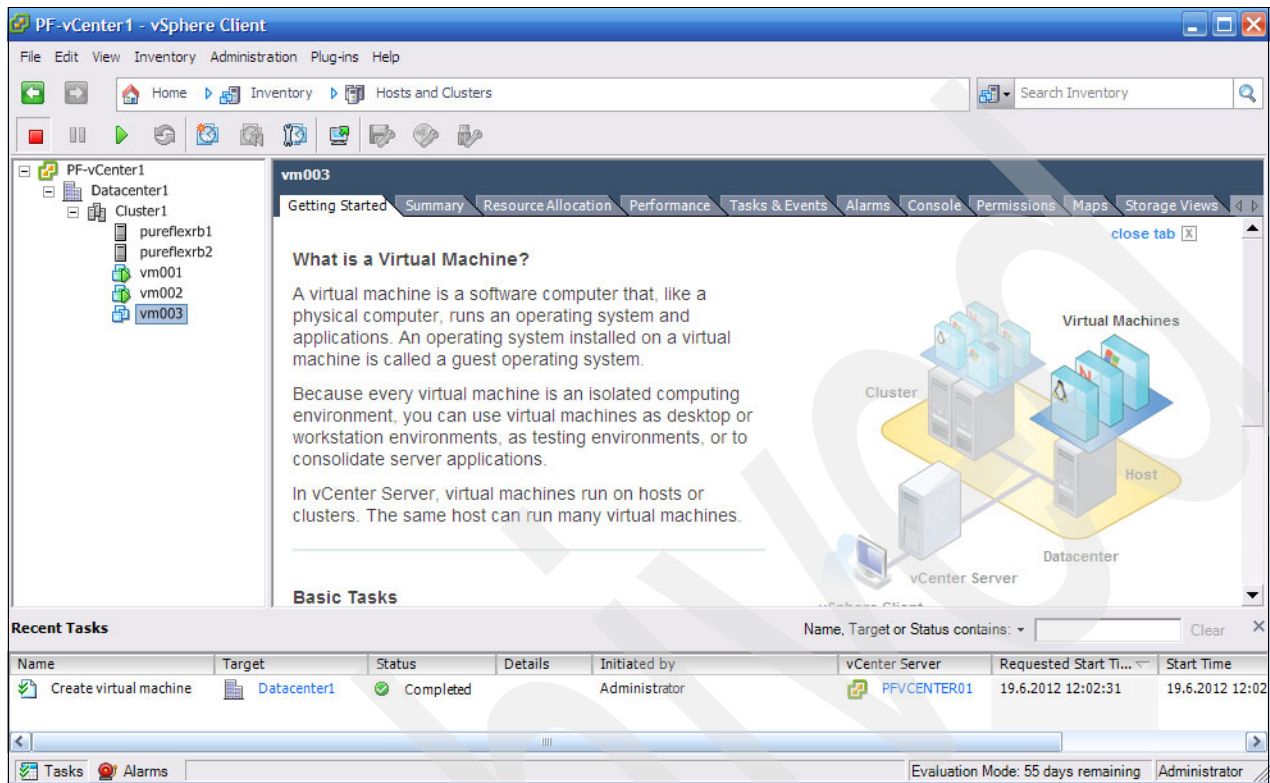 PF-vCenter1 - vSphere Client
File Edit View Inventory Administration Plug-ins Help
Home Inventory Hosts and Clusters
Search Inventory
PF-vCenter1
Datacenter1
Cluster1
pureflexrb1
pureflexrb2
vm001
vm002
vm003
vm003
Getting Started Summary Resource Allocation Performance Tasks & Events Alarms Console Permissions Maps Storage Views
close tab X
What is a Virtual Machine?
A virtual machine is a software computer that, like a
physical computer, runs an operating system and
applications. An operating system installed on a virtual
machine is called a guest operating system.
Because every virtual machine is an isolated computing
environment, you can use virtual machines as desktop or
workstation environments, as testing environments, or to
consolidate server applications.
In vCenter Server, virtual machines run on hosts or
clusters. The same host can run many virtual machines.
Basic Tasks
Virtual Machines
Cluster
Host
Datacenter
vCenter Server
vSphere Client
Recent Tasks
Name, Target or Status contains:
Clear
Name Target Status Details Initiated by vCenter Server Requested Start Ti... Start Time
Create virtual machine Datacenter1 Completed Administrator PFVCENTER01 19.6.2012 12:02:31 19.6.2012 12:02
Tasks Alarms
Evaluation Mode: 55 days remaining Administrator